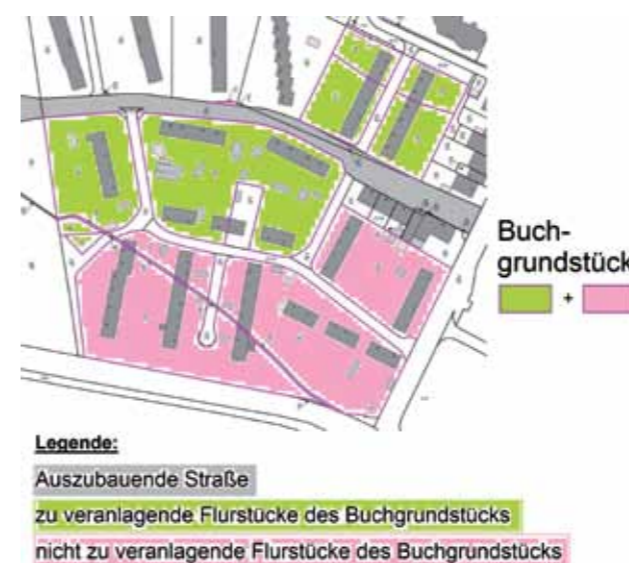 Buch-
grundstück
+
Legende:
Auszubauende Straße
zu veranlagende Flurstücke des Buchgrundstücks
nicht zu veranlagende Flurstücke des Buchgrundstücks